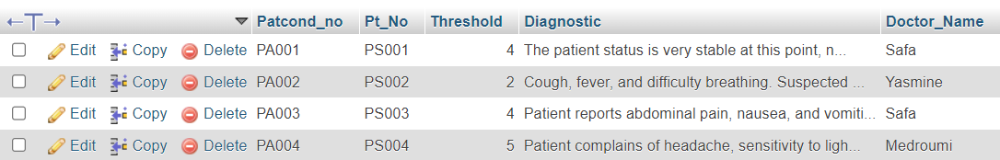 Patcond_no Pt_No Threshold Diagnostic Doctor_Name
Edit Copy Delete PA001 PS001 4 The patient status is very stable at this point, n... Safa
Edit Copy Delete PA002 PS002 2 Cough, fever, and difficulty breathing. Suspected ... Yasmine
Edit Copy Delete PA003 PS003 4 Patient reports abdominal pain, nausea, and vomiti... Safa
Edit Copy Delete PA004 PS004 5 Patient complains of headache, sensitivity to ligh... Medroumi